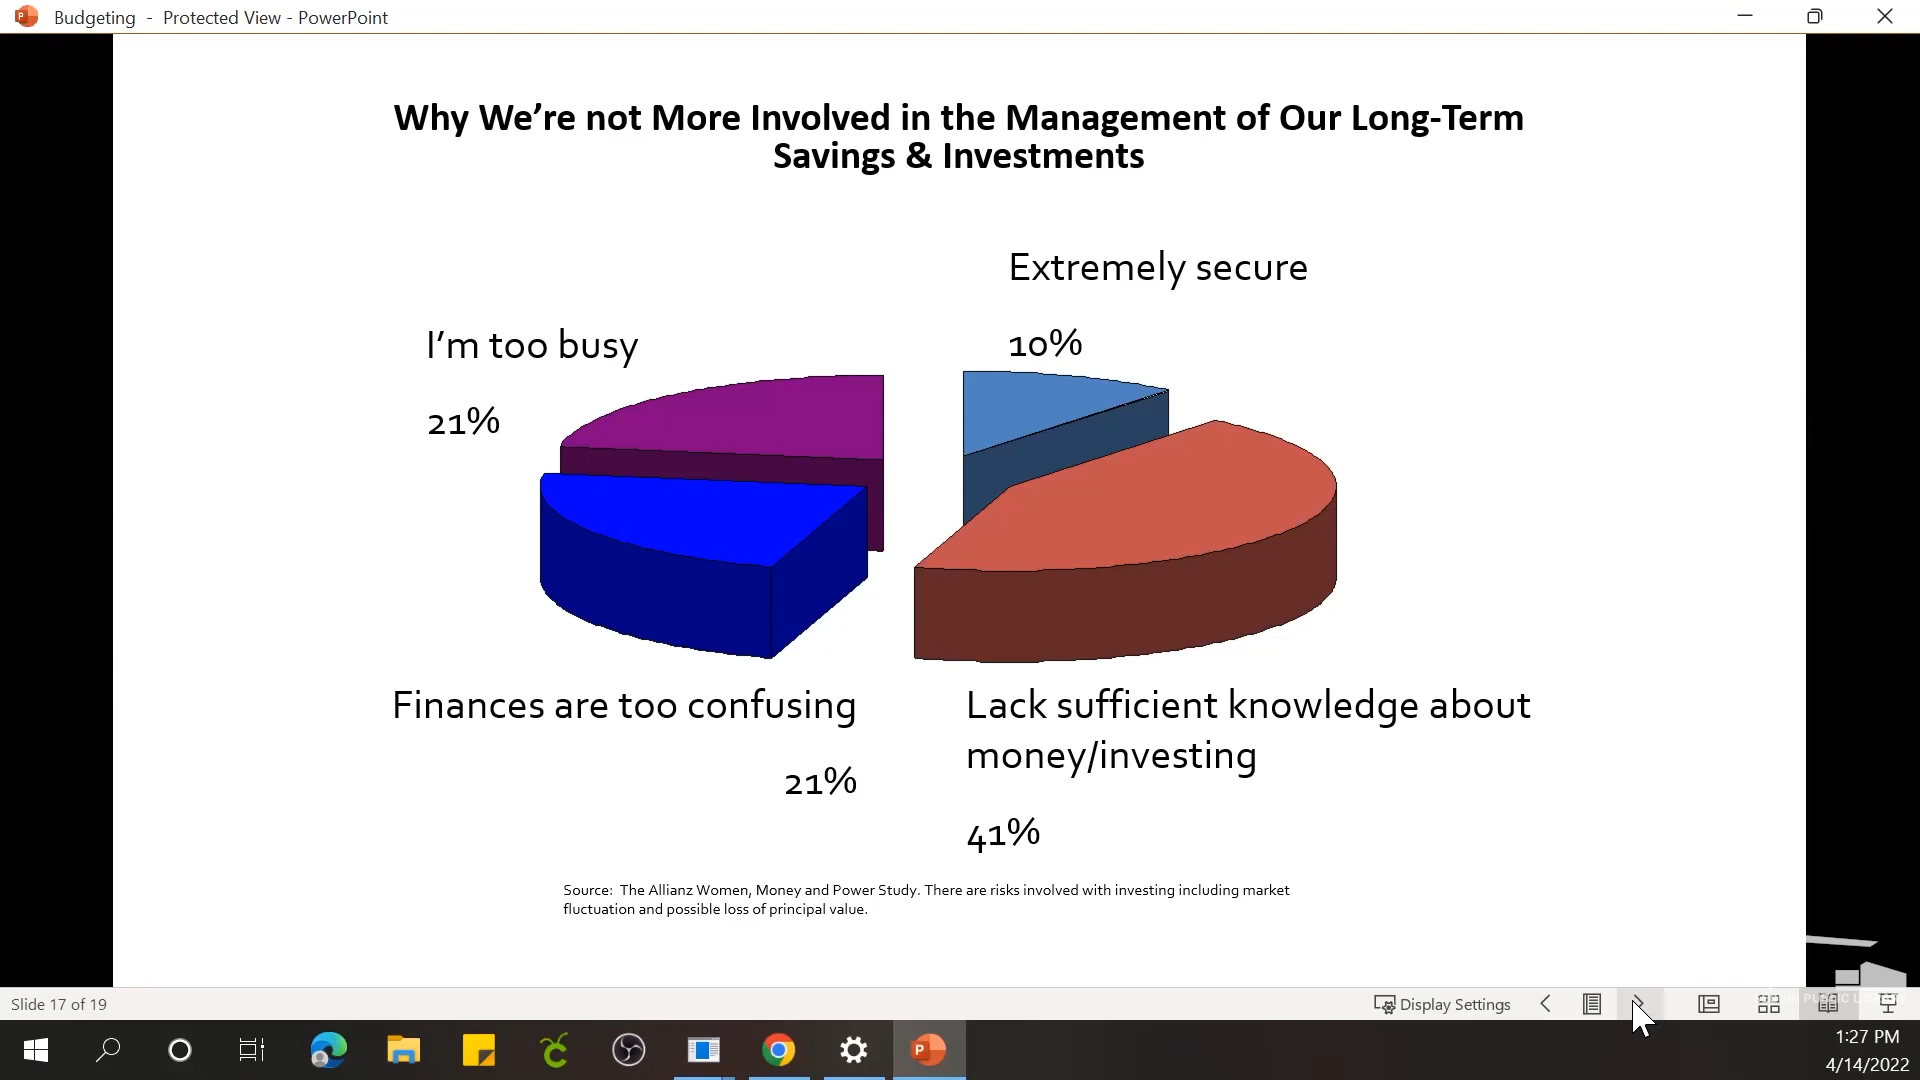 Budgeting - Protected View - PowerPoint
Why We’re not More Involved in the Management of Our Long-Term
Savings & Investments
Extremely secure
10%
I’m too busy
21%
Finances are too confusing
21%
Lack sufficient knowledge about
money/investing
41%
Source: The Allianz Women, Money and Power Study. There are risks involved with investing including market
fluctuation and possible loss of principal value.
Slide 17 of 19
Display Settings
1:27 PM
4/14/2022